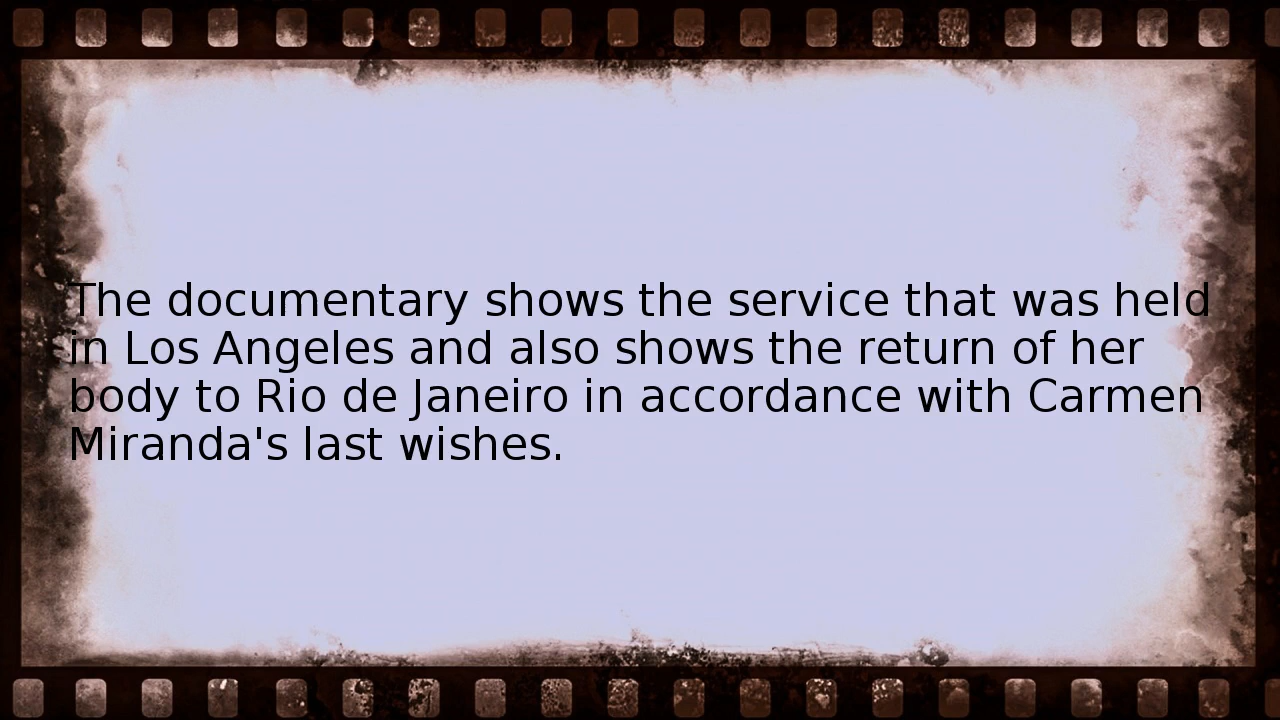 The documentary shows the service that was held
in Los Angeles and also shows the return of her
body to Rio de Janeiro in accordance with Carmen
Miranda's last wishes.